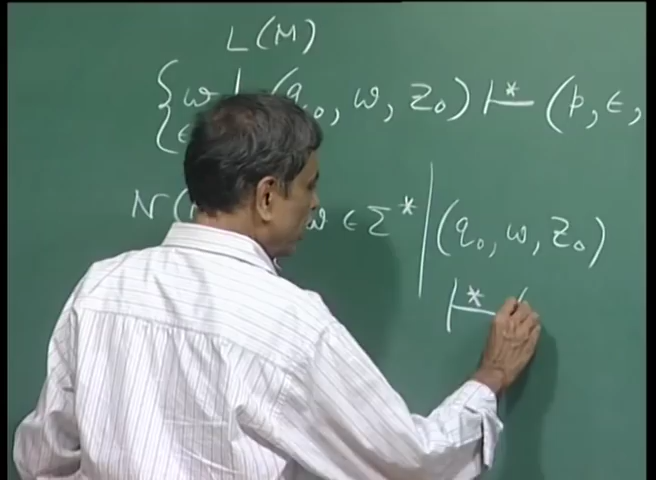 L(M)
{w | (q₀, w, z₀) ⊢* (p, ε,
{ε
N( w ∈ Σ* | (q₀, w, z₀)
⊢* (